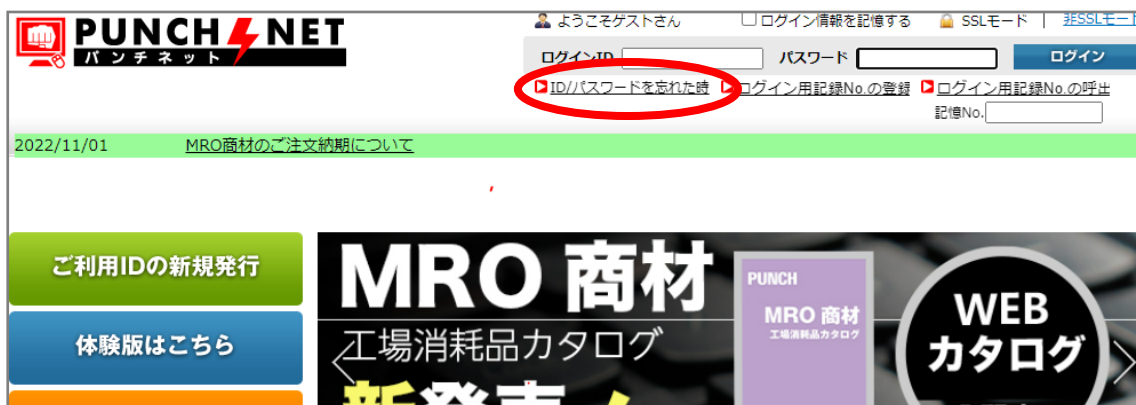 PUNCH NET
パンチネット
ようこそゲストさん ログイン情報を記憶する SSLモード | 非SSLモード
ログインID パスワード ログイン
ID/パスワードを忘れた時 ログイン用記録No.の登録 ログイン用記録No.の呼出
記憶No.
2022/11/01 MRO商材のご注文納期について
ご利用IDの新規発行
体験版はこちら
MRO 商材
工場消耗品カタログ
新発売
PUNCH
MRO 商材
工場消耗品カタログ
WEB
カタログ